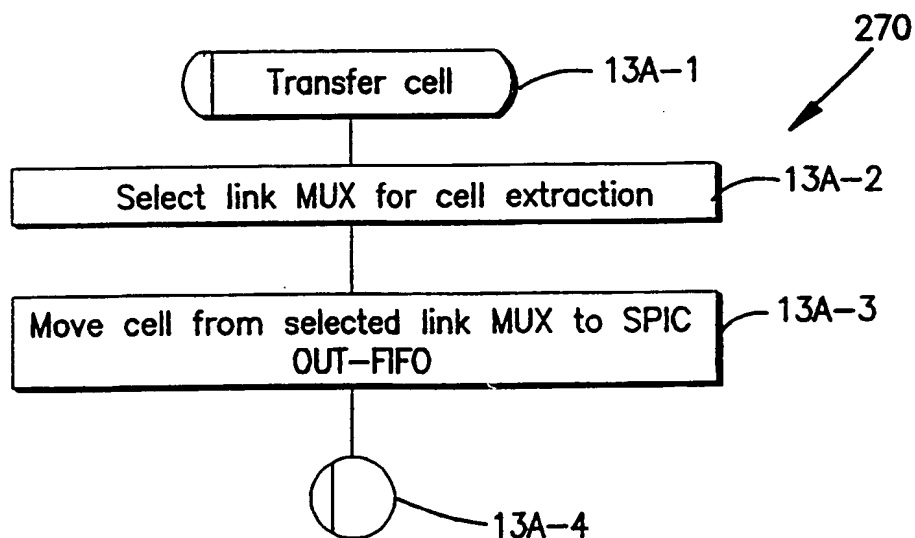 270
Transfer cell
13A-1
Select link MUX for cell extraction
13A-2
Move cell from selected link MUX to SPIC
OUT-FIFO
13A-3
13A-4